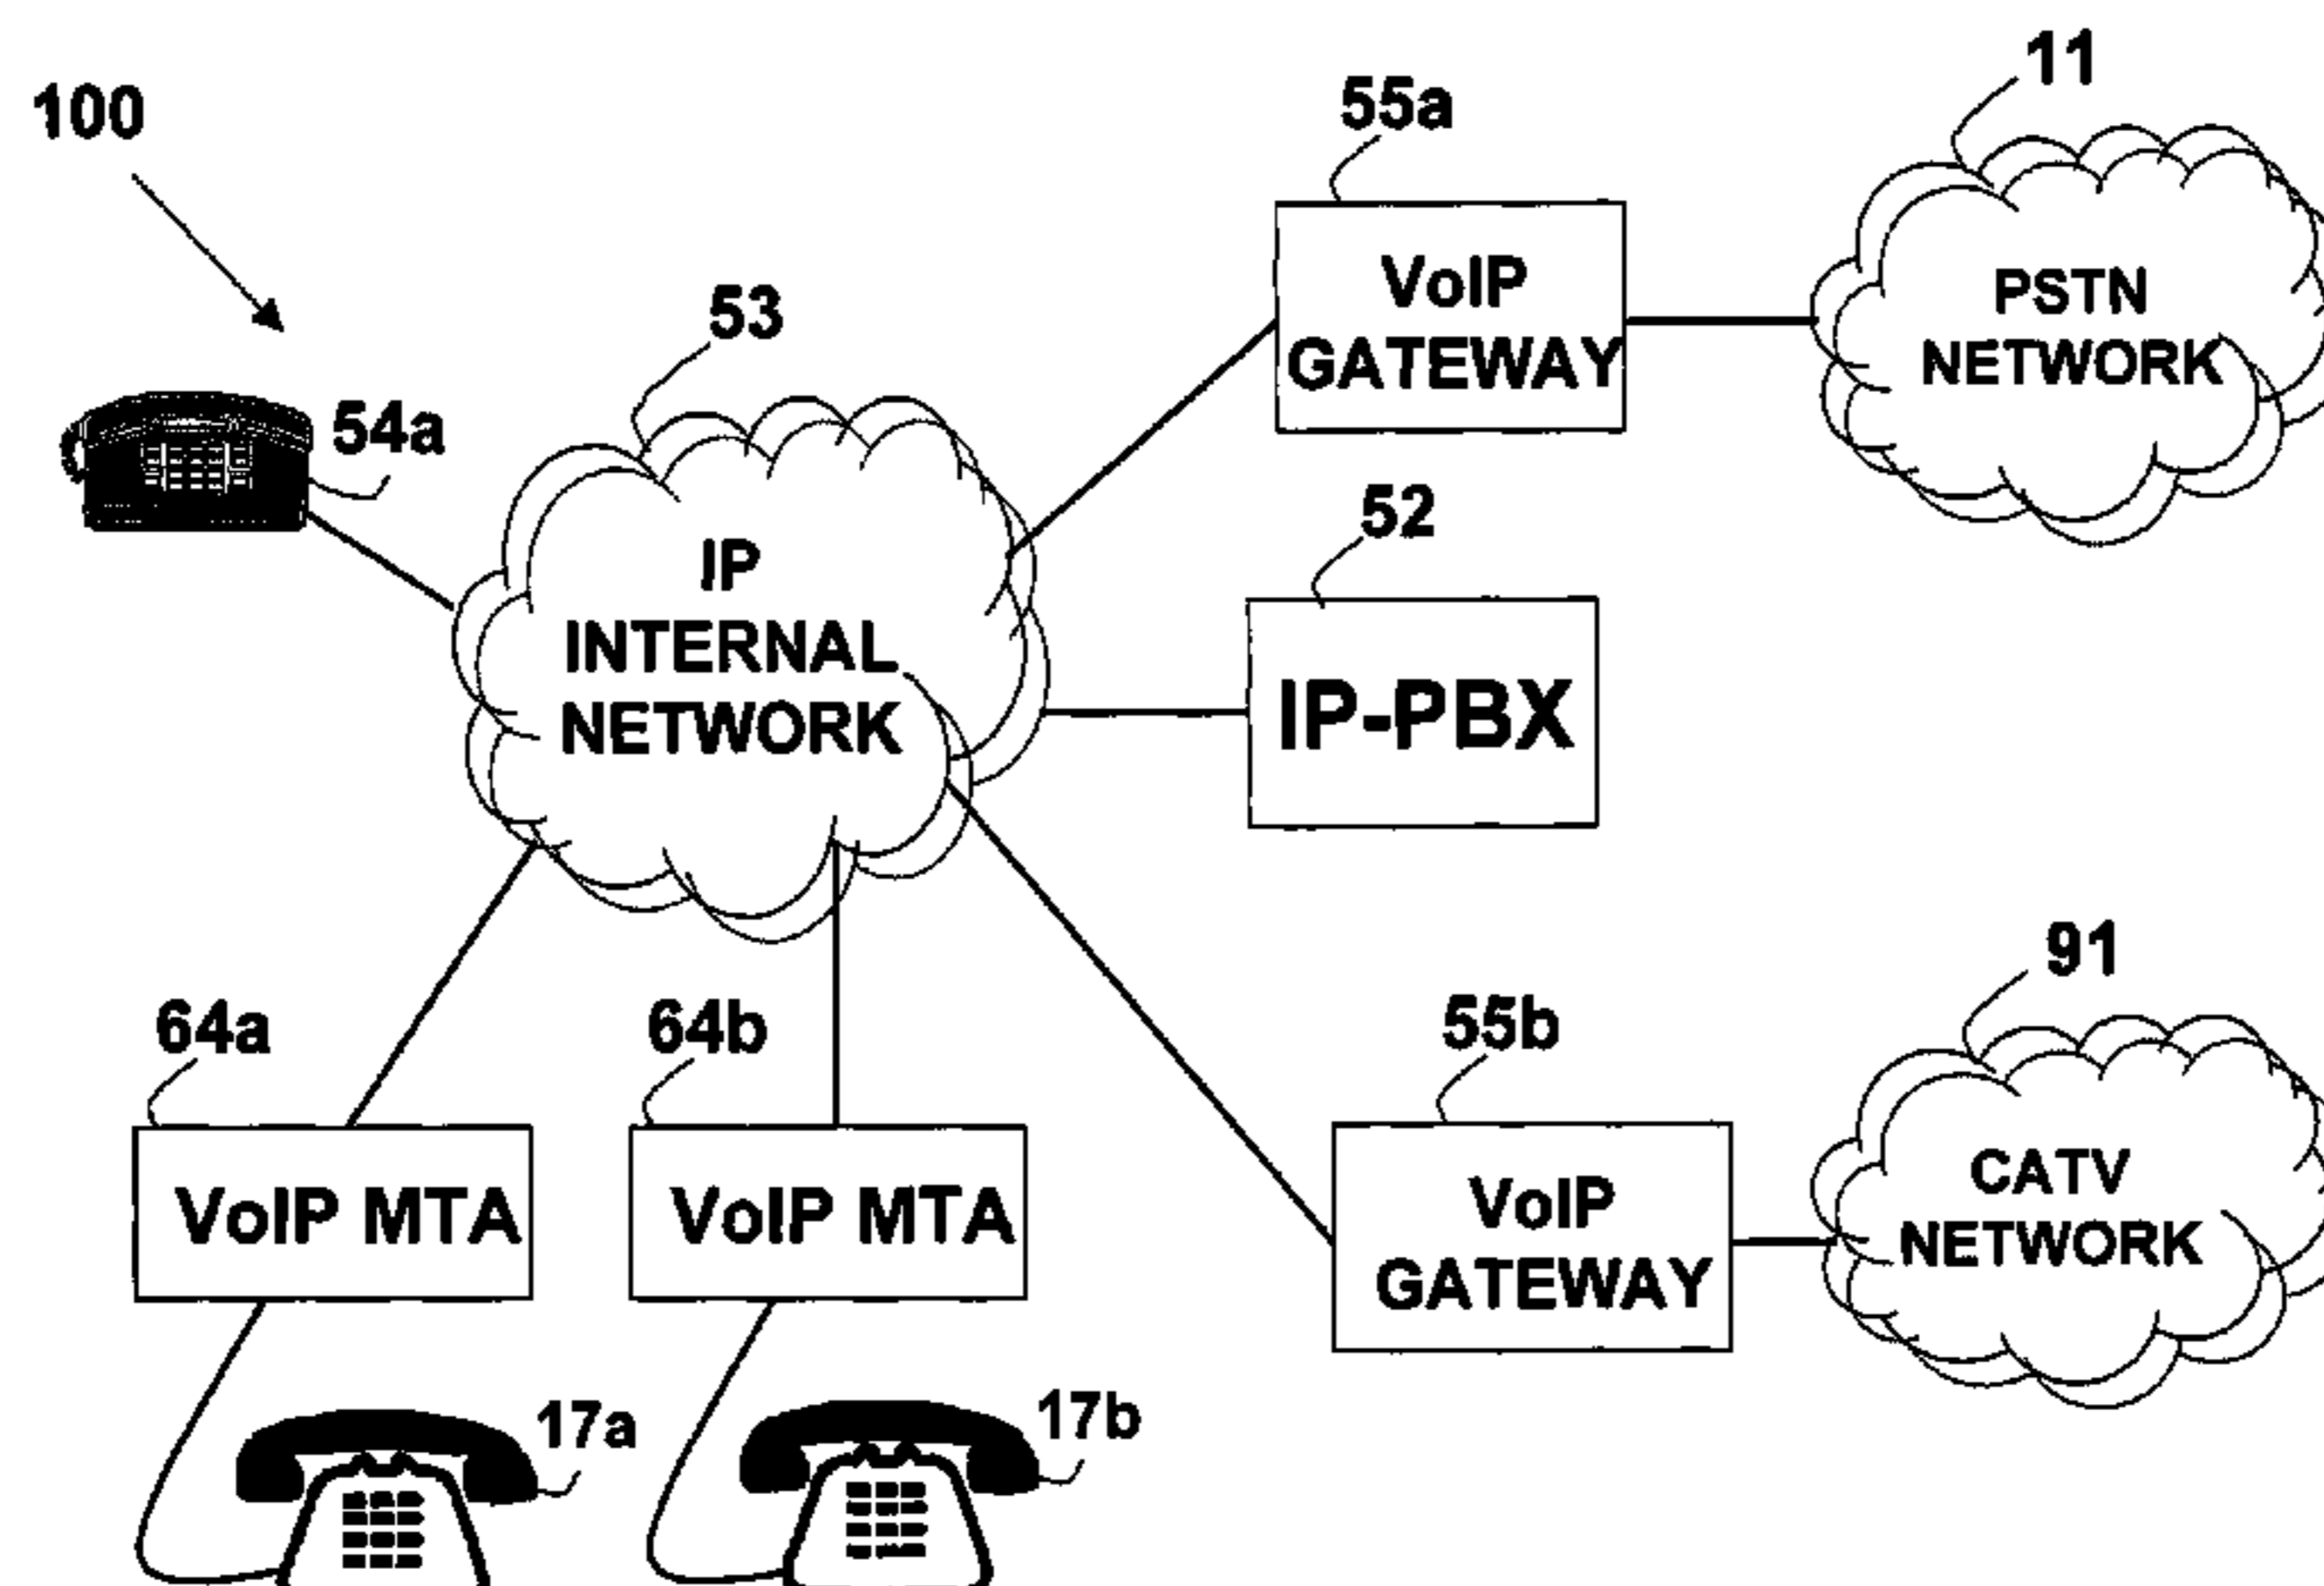 100
11
55a
VoIP
GATEWAY
PSTN
NETWORK
53
54a
IP
INTERNAL
NETWORK
52
IP-PBX
91
64a
64b
55b
VoIP MTA
VoIP MTA
VoIP
GATEWAY
CATV
NETWORK
17a
17b